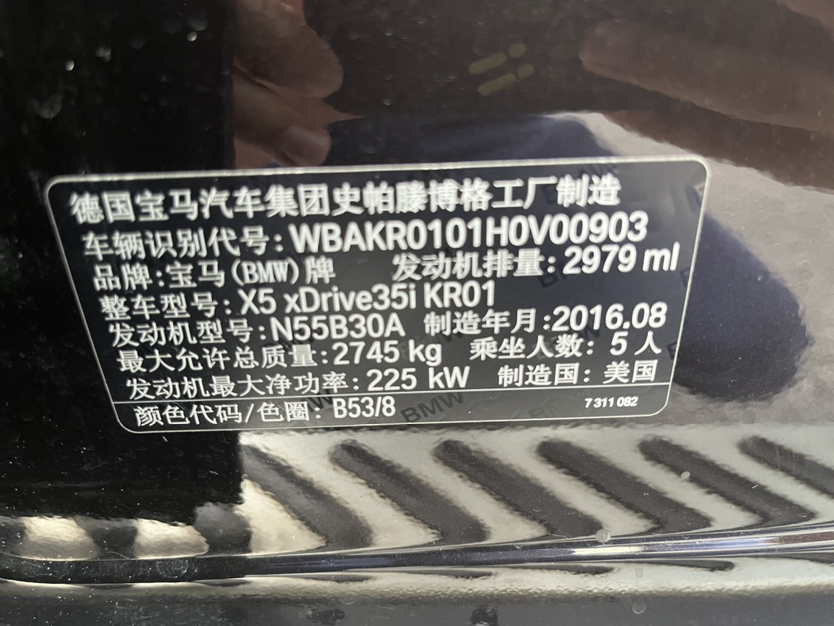 德国宝马汽车集团史帕滕博格工厂制造
车辆识别代号: WBAKR0101H0V00903
品牌:宝马(BMW)牌 发动机排量: 2979 ml
整车型号: X5 xDrive35i KR01
发动机型号: N55B30A 制造年月:2016.08
最大允许总质量: 2745 kg 乘坐人数: 5 人
发动机最大净功率: 225 kW 制造国: 美国
颜色代码/色圈: B53/8 7 311 082